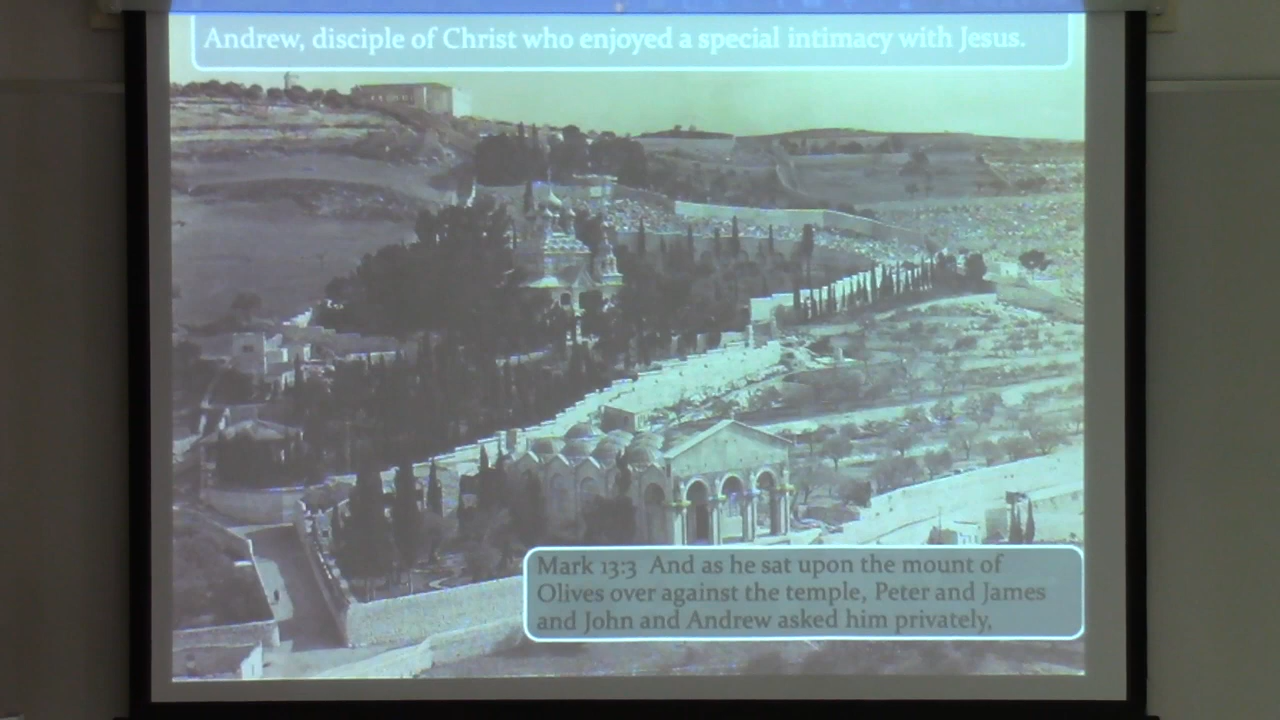 Andrew, disciple of Christ who enjoyed a special intimacy with Jesus.
Mark 13:3 And as he sat upon the mount of
Olives over against the temple, Peter and James
and John and Andrew asked him privately,